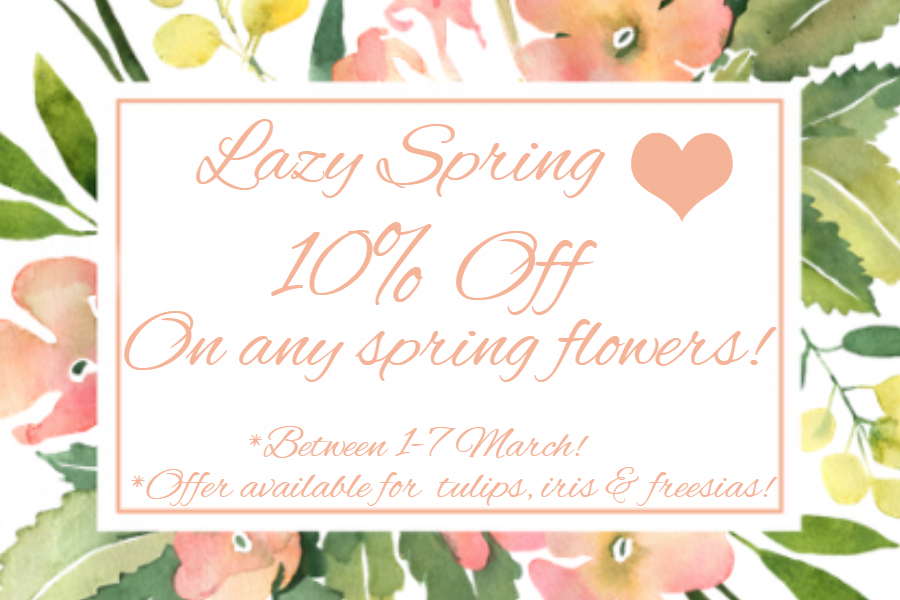 Lazy Spring
10% Off
On any spring flowers!
*Between 1-7 March!
*Offer available for tulips, iris & freesias!